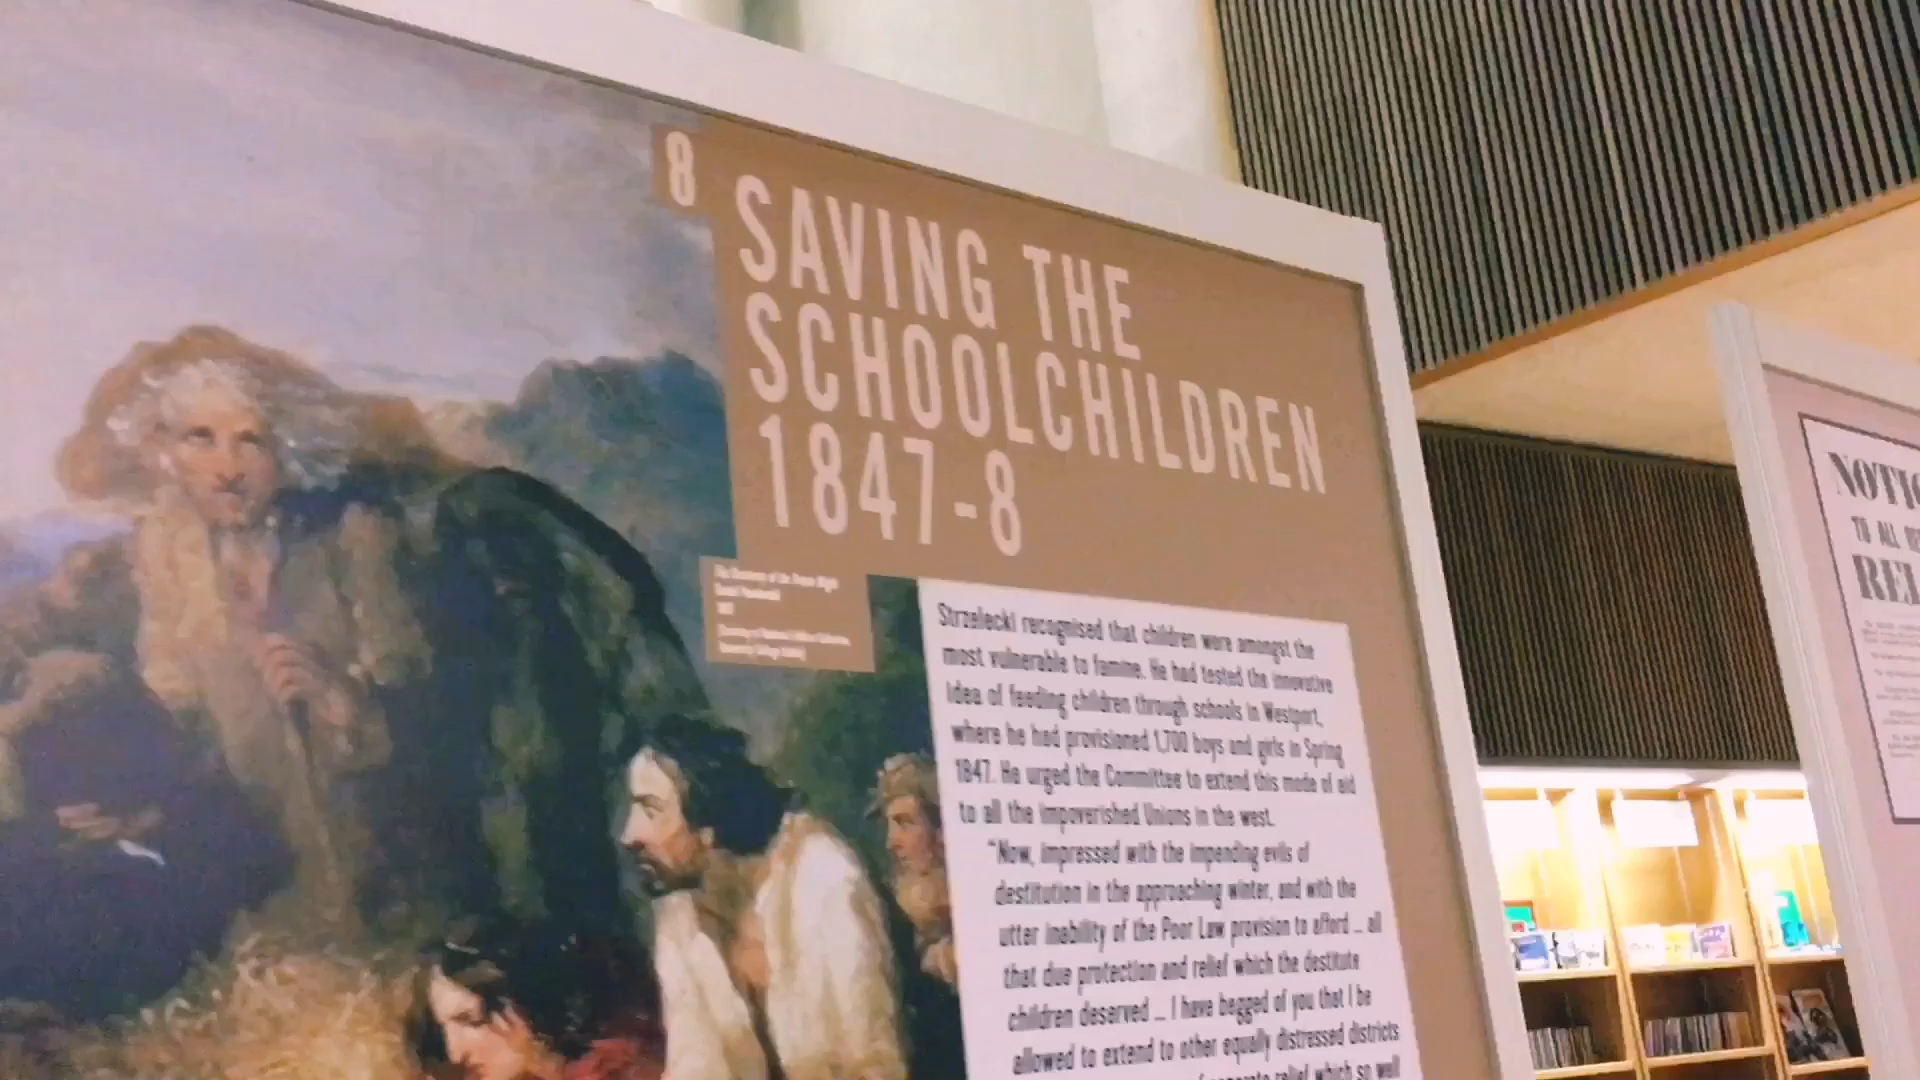 8
SAVING THE
SCHOOLCHILDREN
1847-8
Strzelecki recognised that children were amongst the
most vulnerable to famine. He had tested the innovative
idea of feeding children through schools in Westport,
where he had provisioned 1,700 boys and girls in Spring
1847. He urged the Committee to extend this mode of aid
to all the impoverished Unions in the west.
"Now, impressed with the impending evils of
destitution in the approaching winter, and with the
utter inability of the Poor Law provision to afford ... all
that due protection and relief which the destitute
children deserved ... I have begged of you that I be
allowed to extend to other equally distressed districts
relief which so well
TO ALL